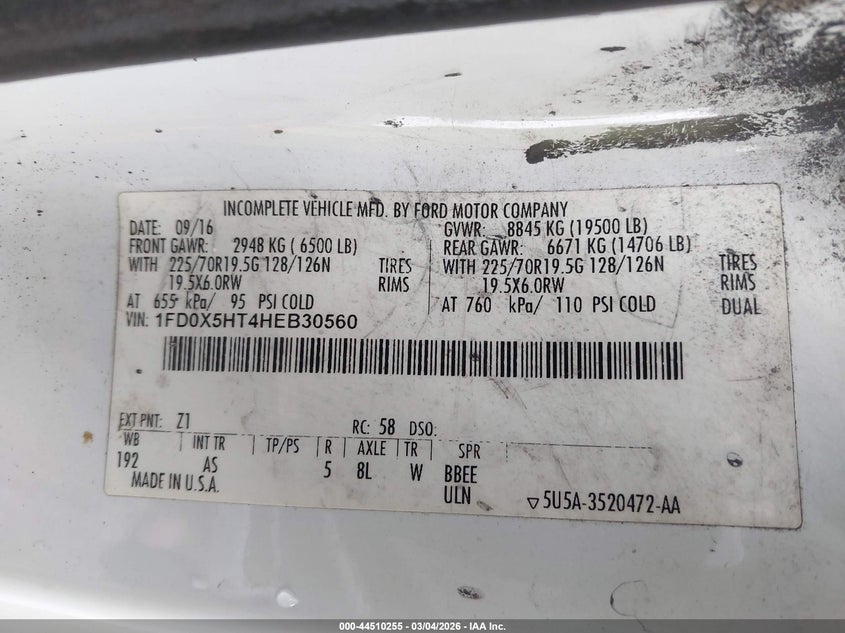 INCOMPLETE VEHICLE MFD. BY FORD MOTOR COMPANY
DATE: 09/16 GVWR: 8845 KG (19500 LB)
FRONT GAWR: 2948 KG ( 6500 LB) REAR GAWR: 6671 KG (14706 LB)
WITH 225/70R19.5G 128/126N TIRES WITH 225/70R19.5G 128/126N TIRES
19.5X6.0RW RIMS 19.5X6.0RW RIMS
AT 655 kPa/ 95 PSI COLD AT 760 kPa/ 110 PSI COLD DUAL
VIN: 1FD0X5HT4HEB30560
EXT PNT: Z1 RC: 58 DSO:
WB INT TR TP/PS R AXLE TR SPR
192 AS 5 8L W BBEE
MADE IN U.S.A. ULN ▽5U5A-3520472-AA
000-44510255 - 03/04/2026 - IAA Inc.